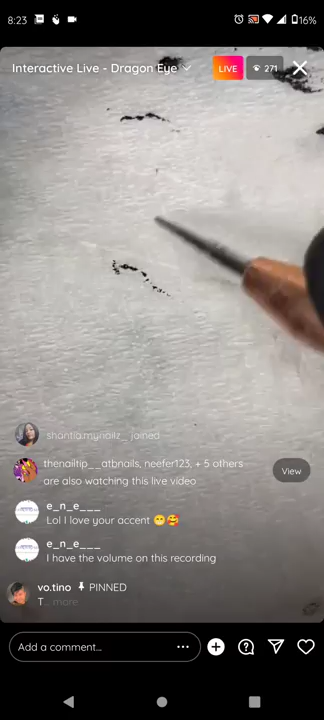 8:23
16%
Interactive Live - Dragon Eye
LIVE
271
shantia.mynailz_ joined
thenailtip__atbnails, neefer123, + 5 others
are also watching this live video
View
e_n_e___
Lol I love your accent 😁🥰
e_n_e___
I have the volume on this recording
vo.tino PINNED
T... more
Add a comment...